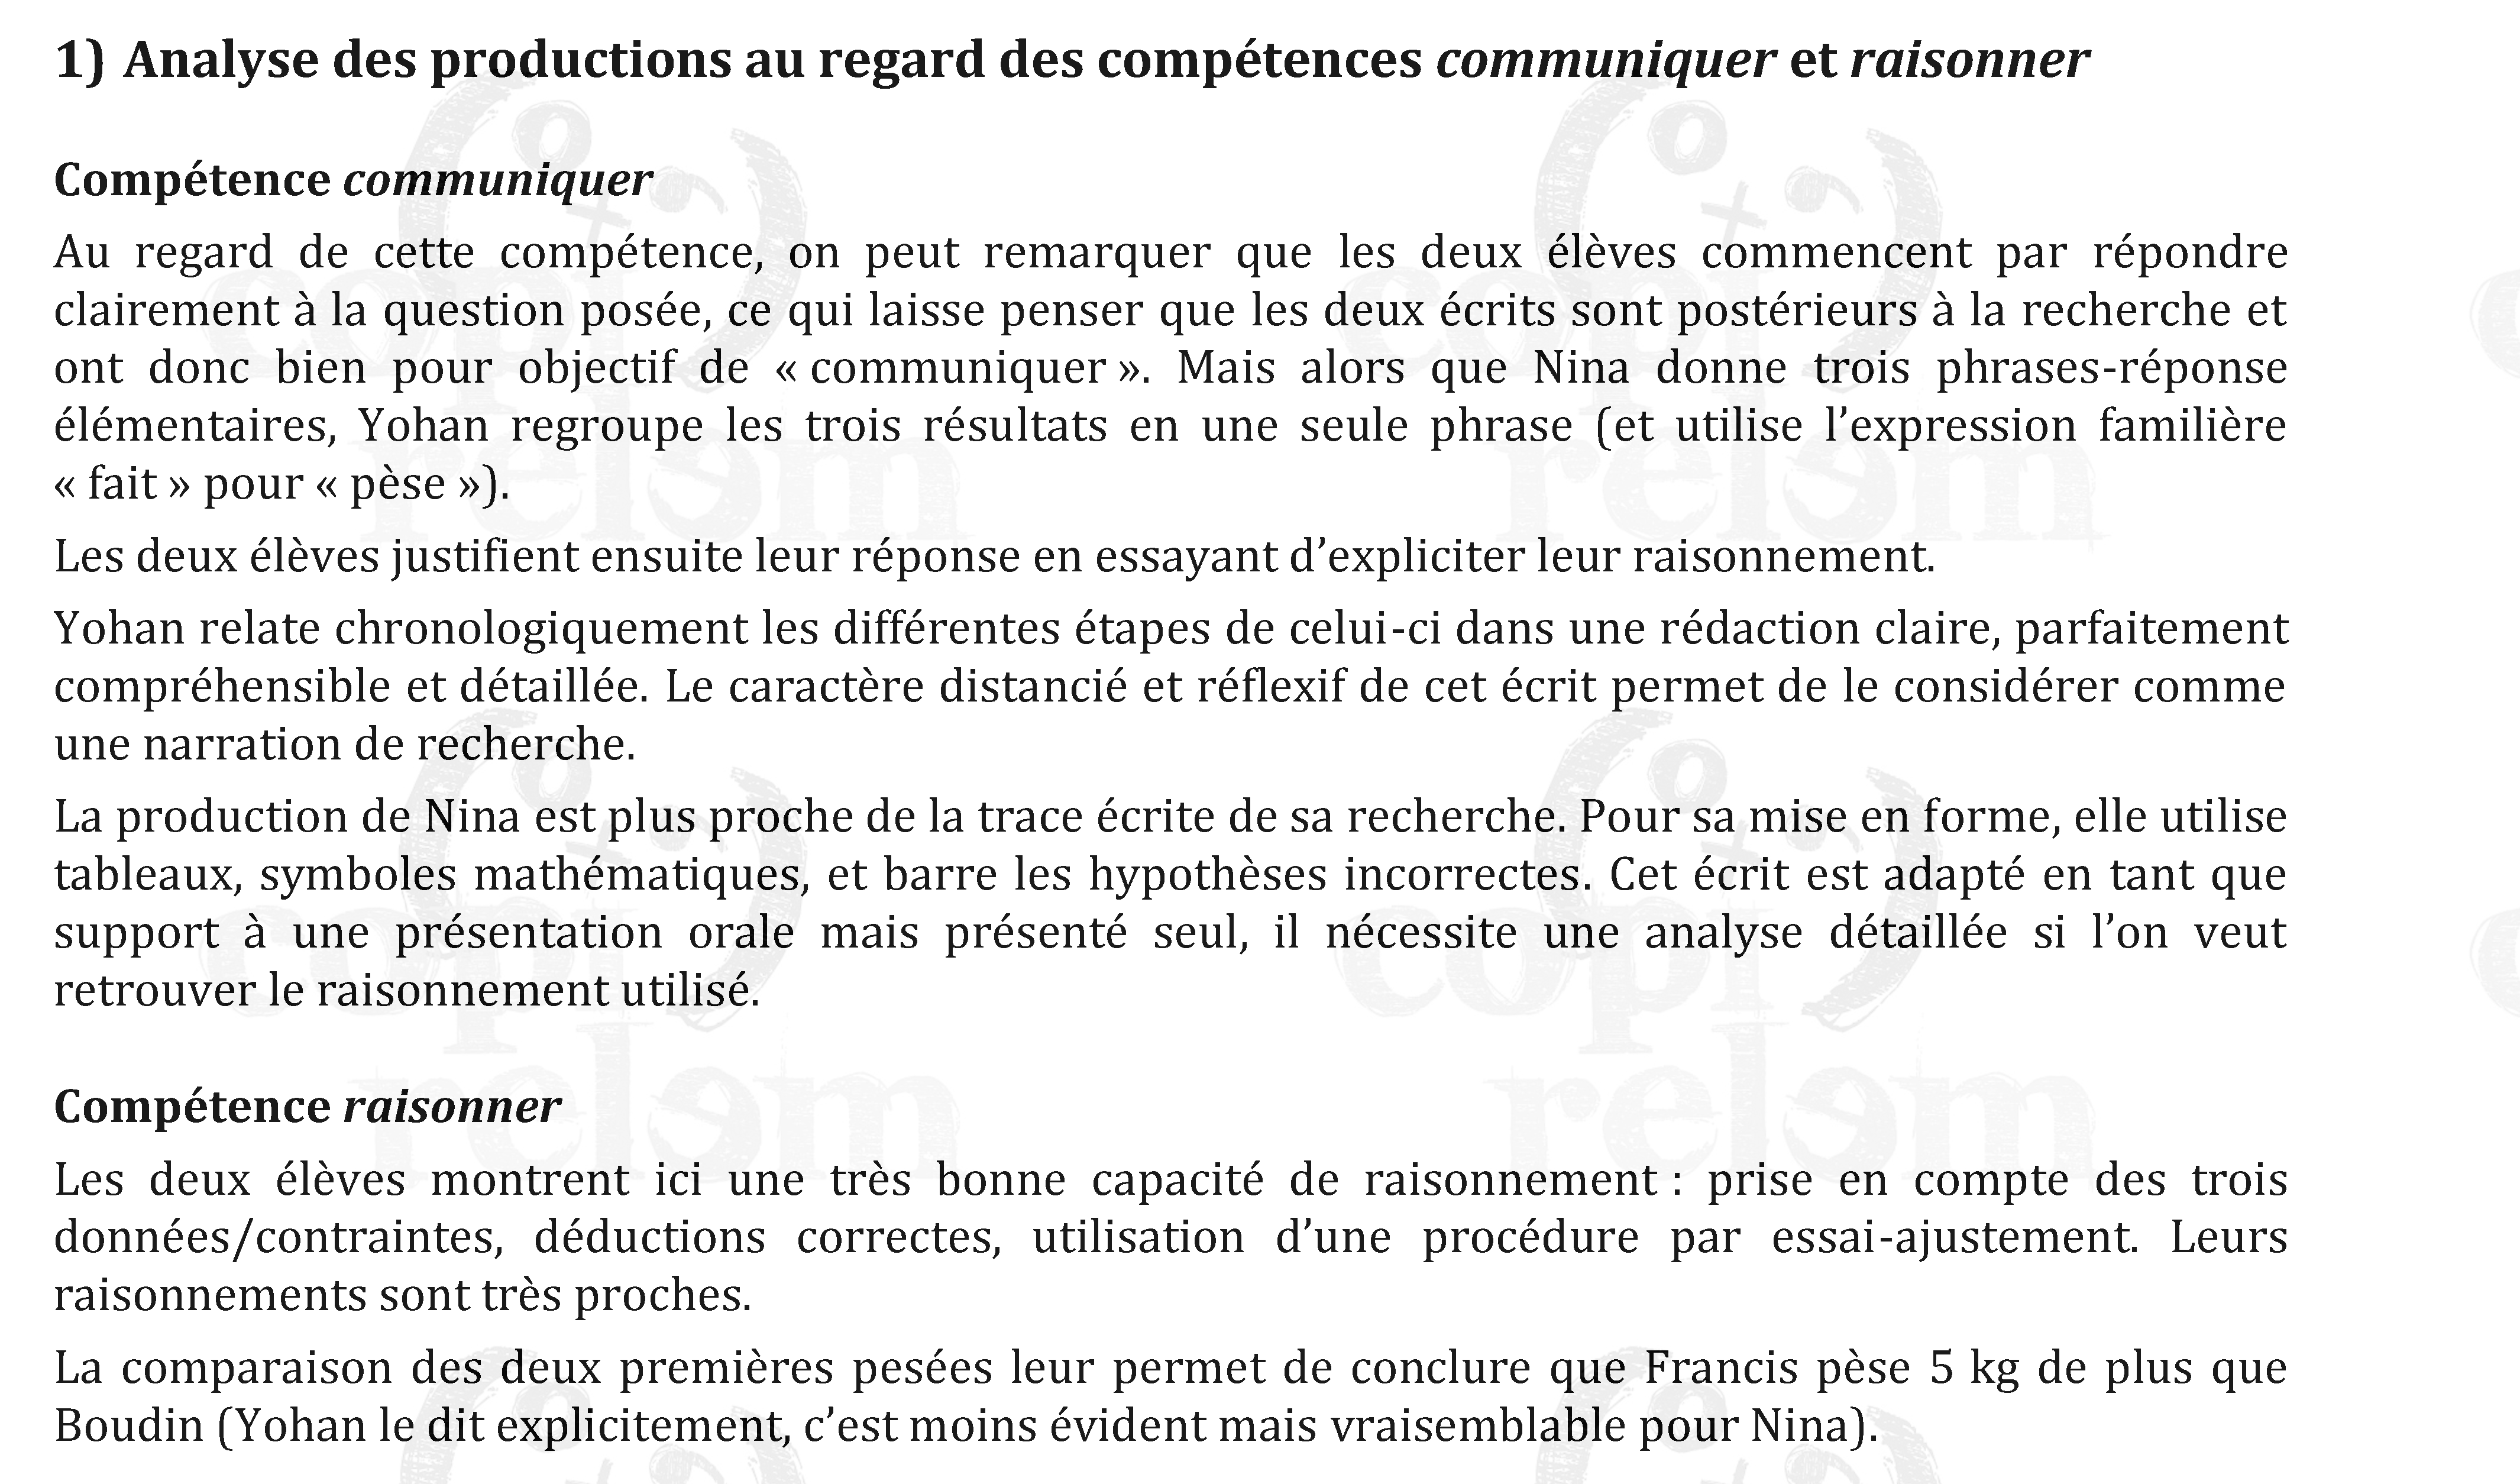 1) Analyse des productions au regard des compétences communiquer et raisonner
Compétence communiquer
Au regard de cette compétence, on peut remarquer que les deux élèves commencent par répondre
clairement à la question posée, ce qui laisse penser que les deux écrits sont postérieurs à la recherche et
ont donc bien pour objectif de « communiquer ». Mais alors que Nina donne trois phrases-réponse
élémentaires, Yohan regroupe les trois résultats en une seule phrase (et utilise l’expression familière
« fait » pour « pèse »).
Les deux élèves justifient ensuite leur réponse en essayant d’expliciter leur raisonnement.
Yohan relate chronologiquement les différentes étapes de celui-ci dans une rédaction claire, parfaitement
compréhensible et détaillée. Le caractère distancié et réflexif de cet écrit permet de le considérer comme
une narration de recherche.
La production de Nina est plus proche de la trace écrite de sa recherche. Pour sa mise en forme, elle utilise
tableaux, symboles mathématiques, et barre les hypothèses incorrectes. Cet écrit est adapté en tant que
support à une présentation orale mais présenté seul, il nécessite une analyse détaillée si l’on veut
retrouver le raisonnement utilisé.
Compétence raisonner
Les deux élèves montrent ici une très bonne capacité de raisonnement : prise en compte des trois
données/contraintes, déductions correctes, utilisation d’une procédure par essai-ajustement. Leurs
raisonnements sont très proches.
La comparaison des deux premières pesées leur permet de conclure que Francis pèse 5 kg de plus que
Boudin (Yohan le dit explicitement, c’est moins évident mais vraisemblable pour Nina).